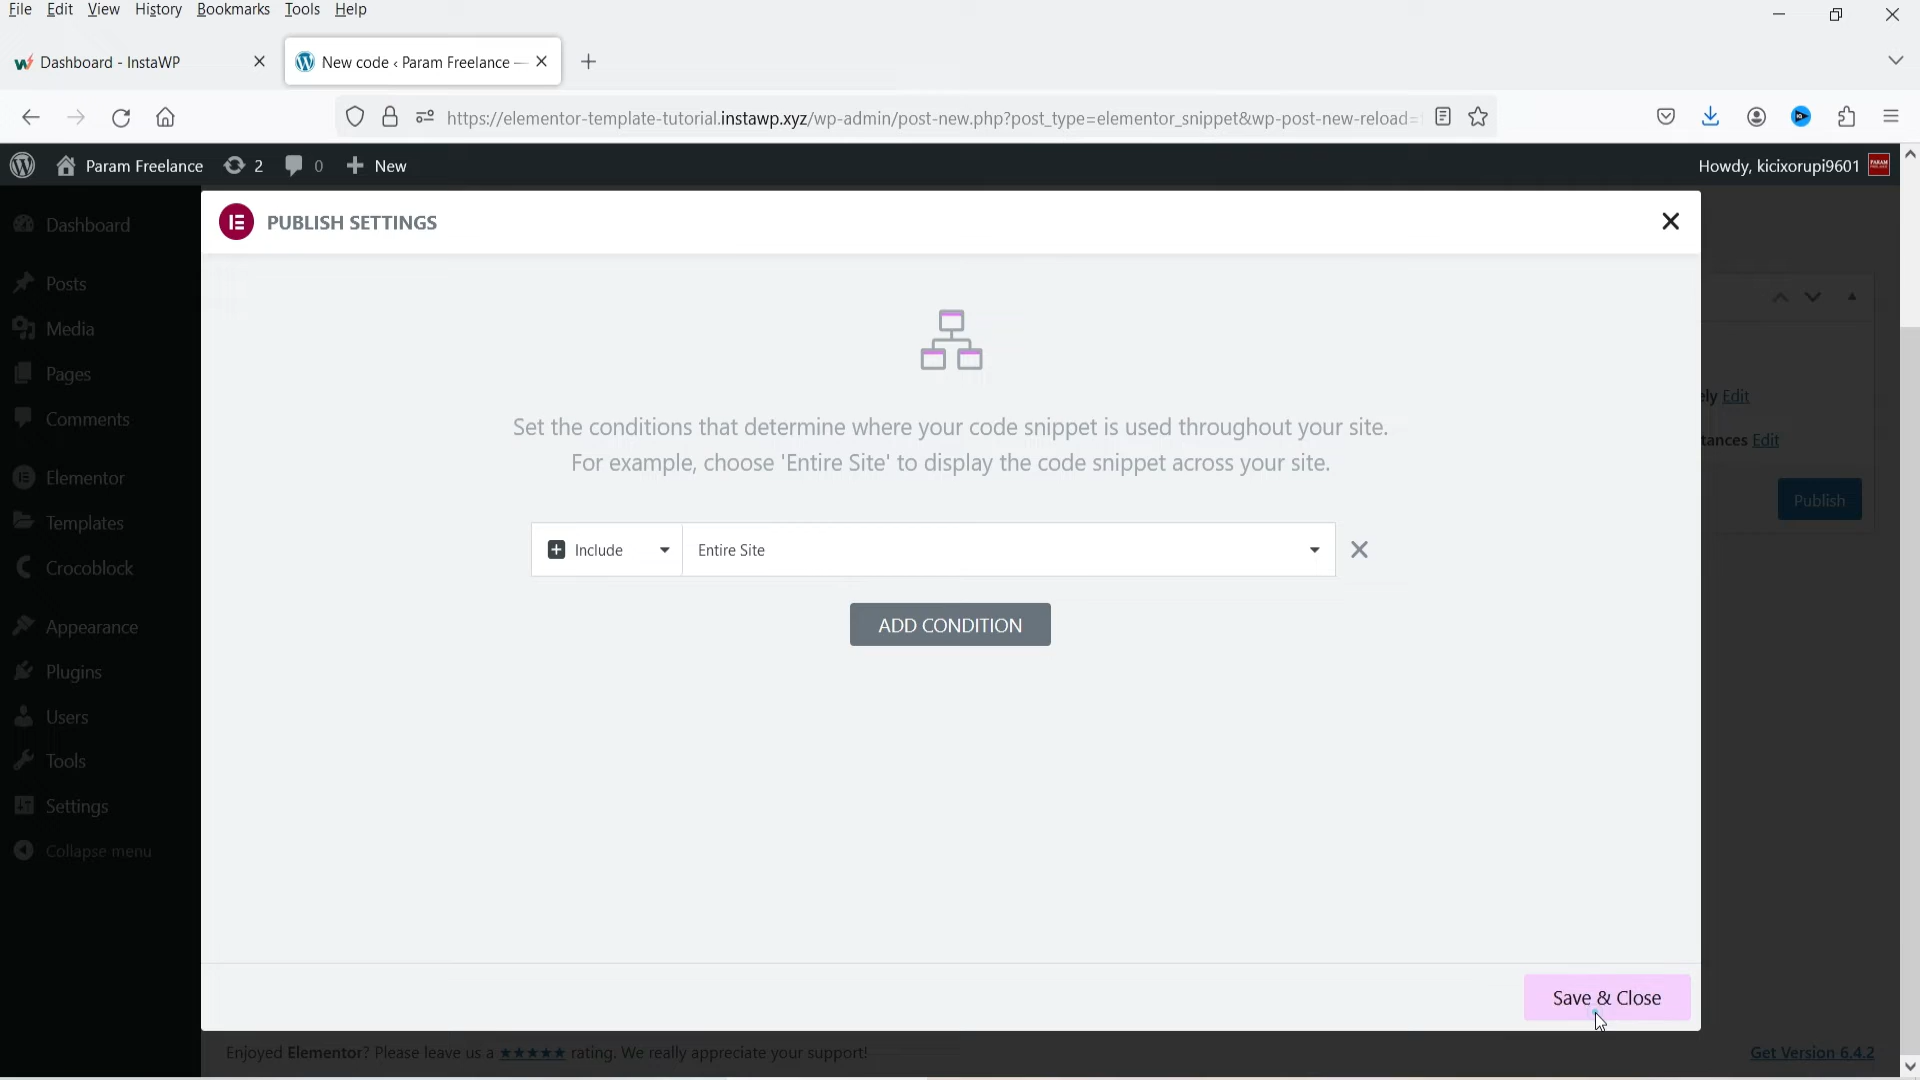 File Edit View History Bookmarks Tools Help
Dashboard - InstaWP
New code ‹ Param Freelance —
https://elementor-template-tutorial.instawp.xyz/wp-admin/post-new.php?post_type=elementor_snippet&wp-post-new-reload=
Param Freelance 2 0 New
Howdy, kicixorupi9601
Dashboard
Posts
Media
Pages
Comments
Elementor
Templates
Crocoblock
Appearance
Plugins
Users
Tools
Settings
Collapse menu
PUBLISH SETTINGS
Set the conditions that determine where your code snippet is used throughout your site.
For example, choose 'Entire Site' to display the code snippet across your site.
Include Entire Site
ADD CONDITION
Save & Close
ly Edit
tances Edit
Publish
Enjoyed Elementor? Please leave us a ★★★★★ rating. We really appreciate your support!
Get Version 6.4.2